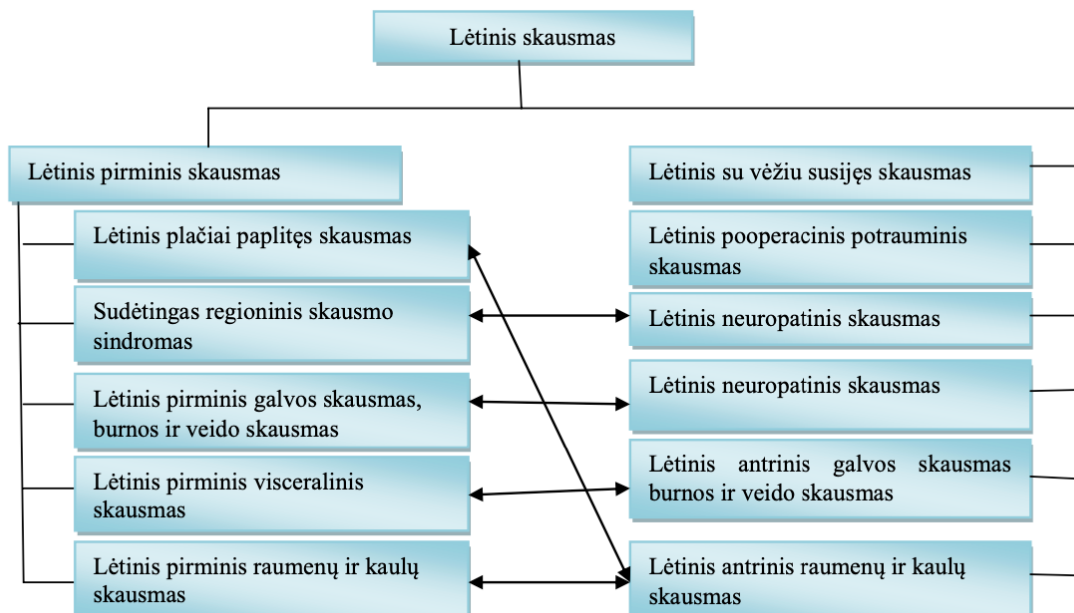 Lėtinis skausmas
Lėtinis pirminis skausmas
Lėtinis plačiai paplitęs skausmas
Sudėtingas regioninis skausmo
sindromas
Lėtinis pirminis galvos skausmas,
burnos ir veido skausmas
Lėtinis pirminis visceralinis
skausmas
Lėtinis pirminis raumenų ir kaulų
skausmas
Lėtinis su vėžiu susijęs skausmas
Lėtinis pooperacinis potrauminis
skausmas
Lėtinis neuropatinis skausmas
Lėtinis neuropatinis skausmas
Lėtinis antrinis galvos skausmas
burnos ir veido skausmas
Lėtinis antrinis raumenų ir kaulų
skausmas